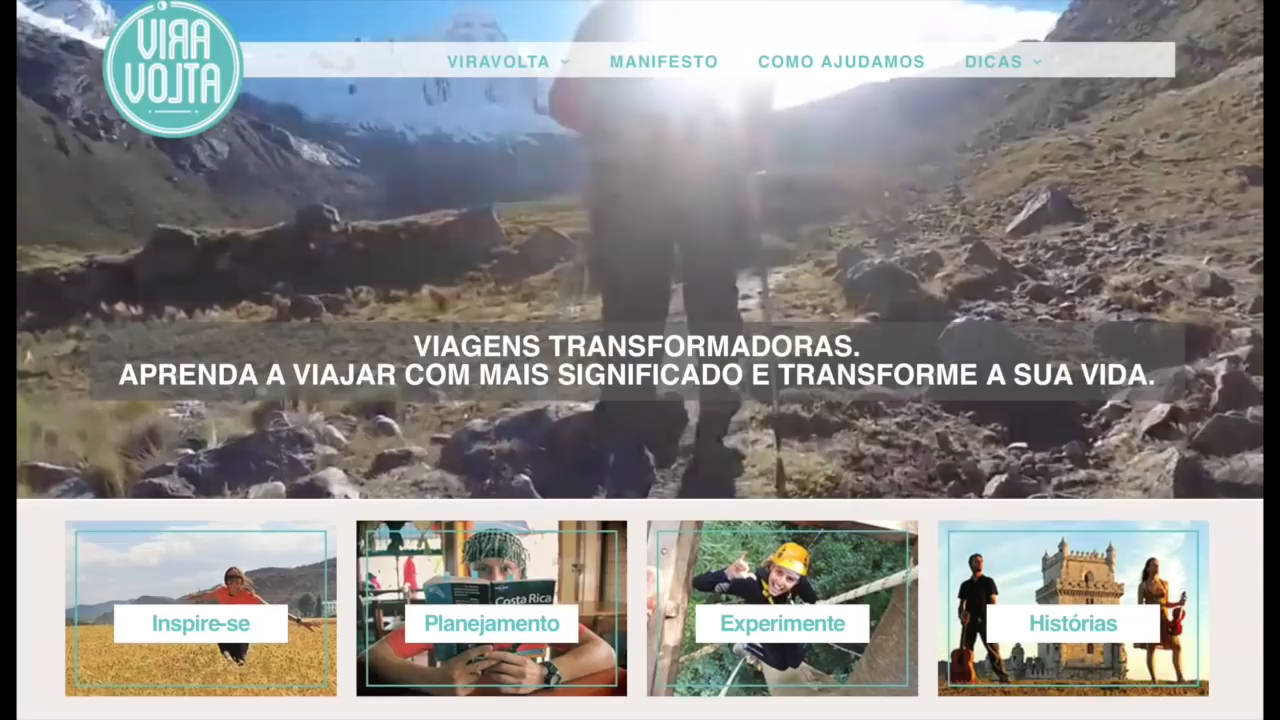 VIRA
VOLTA
VIRAVOLTA
MANIFESTO
COMO AJUDAMOS
DICAS
VIAGENS TRANSFORMADORAS.
APRENDA A VIAJAR COM MAIS SIGNIFICADO E TRANSFORME A SUA VIDA.
Inspire-se
Costa Rica
Planejamento
Experimente
Histórias